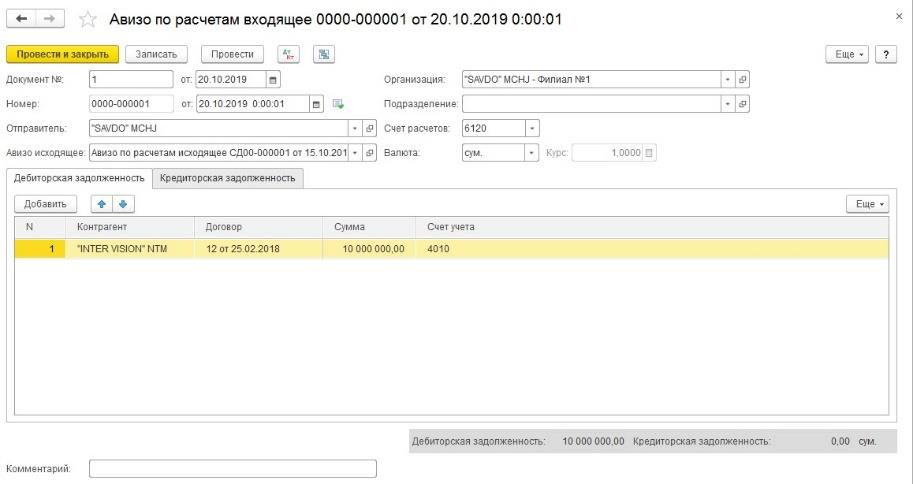 Авизо по расчетам входящее 0000-000001 от 20.10.2019 0:00:01
Провести и закрыть Записать Провести Дт Кт Еще ?
Документ №: 1 от: 20.10.2019 Организация: "SAVDO" MCHJ - Филиал №1
Номер: 0000-000001 от: 20.10.2019 0:00:01 Подразделение:
Отправитель: "SAVDO" MCHJ Счет расчетов: 6120
Авизо исходящее: Авизо по расчетам исходящее СД00-000001 от 15.10.201 Валюта: сум. Курс: 1,0000
Дебиторская задолженность Кредиторская задолженность
Добавить Еще
N Контрагент Договор Сумма Счет учета
1 "INTER VISION" NTM 12 от 25.02.2018 10 000 000,00 4010
Дебиторская задолженность: 10 000 000,00 Кредиторская задолженность: 0,00 сум.
Комментарий: